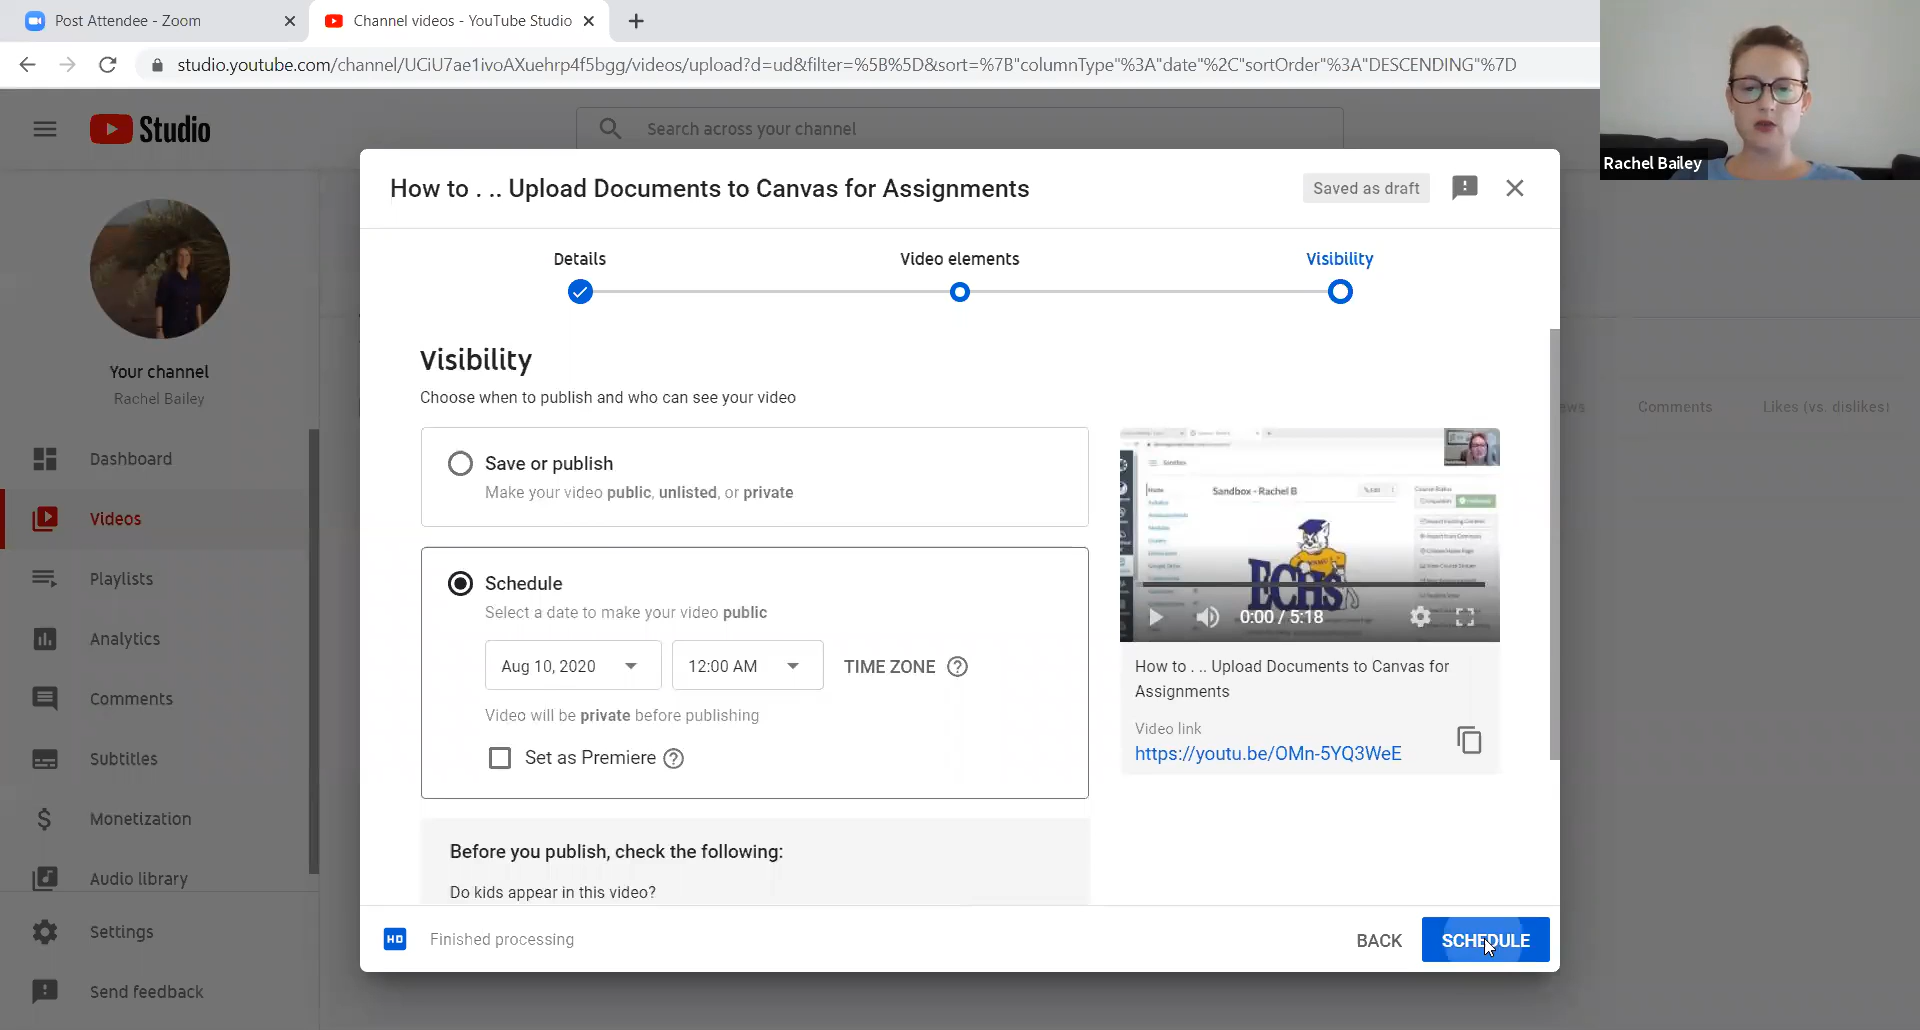 Post Attendee - Zoom
Channel videos - YouTube Studio
studio.youtube.com/channel/UCiU7ae1ivoAXuehrp4f5bgg/videos/upload?d=ud&filter=%5B%5D&sort=%7B"columnType"%3A"date"%2C"sortOrder"%3A"DESCENDING"%7D
Rachel Bailey
Studio
Search across your channel
How to . .. Upload Documents to Canvas for Assignments
Saved as draft
Details
Video elements
Visibility
Your channel
Rachel Bailey
Dashboard
Videos
Playlists
Analytics
Comments
Subtitles
Monetization
Audio library
Settings
Send feedback
Comments
Likes (vs. dislikes)
Visibility
Choose when to publish and who can see your video
Save or publish
Make your video public, unlisted, or private
Schedule
Select a date to make your video public
Aug 10, 2020
12:00 AM
TIME ZONE
Video will be private before publishing
Set as Premiere
Before you publish, check the following:
Do kids appear in this video?
Sandbox
Home
Sandbox - Rachel B
ECHS
0:00 / 5:18
How to . .. Upload Documents to Canvas for
Assignments
Video link
https://youtu.be/OMn-5YQ3WeE
HD
Finished processing
BACK
SCHEDULE